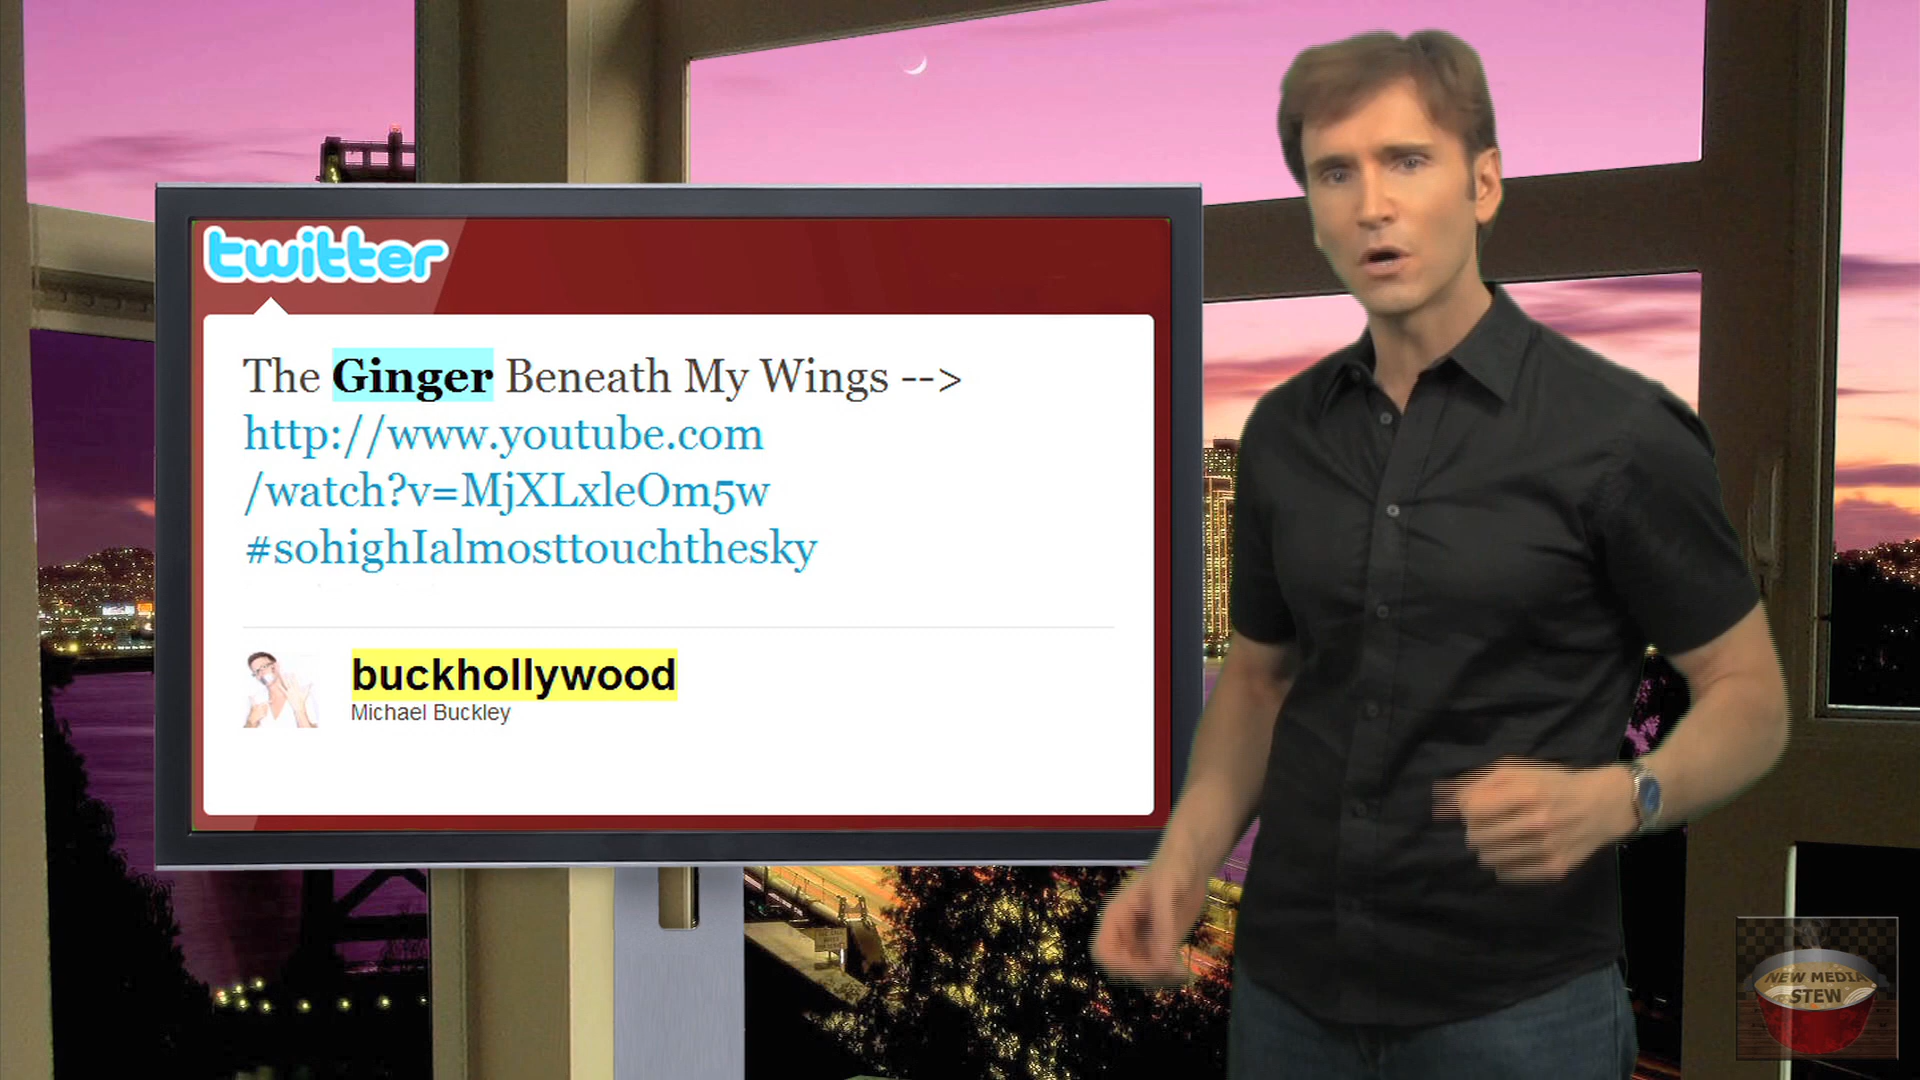 twitter
The Ginger Beneath My Wings -->
http://www.youtube.com
/watch?v=MjXLxleOm5w
#sohighIalmosttouchthesky
buckhollywood
Michael Buckley
NEW MEDIA
STEW